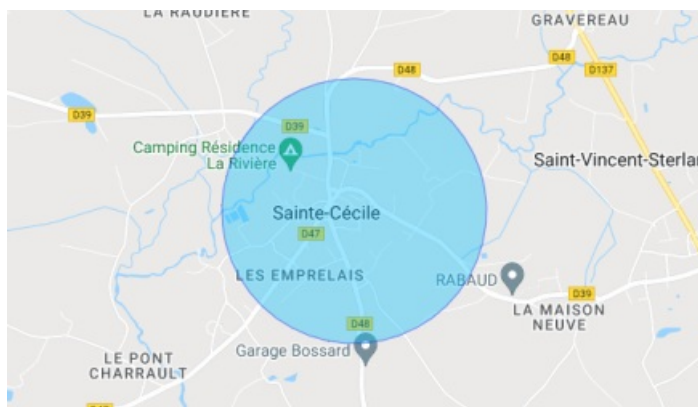 LA RAUDIÈRE
GRAVEREAU
D48
D48
D137
D39
D39
Camping Résidence
La Rivière
Saint-Vincent-Sterlan
Sainte-Cécile
D47
LES EMPRELAIS
RABAUD
D39
LA MAISON
NEUVE
D48
Garage Bossard
LE PONT
CHARRAULT